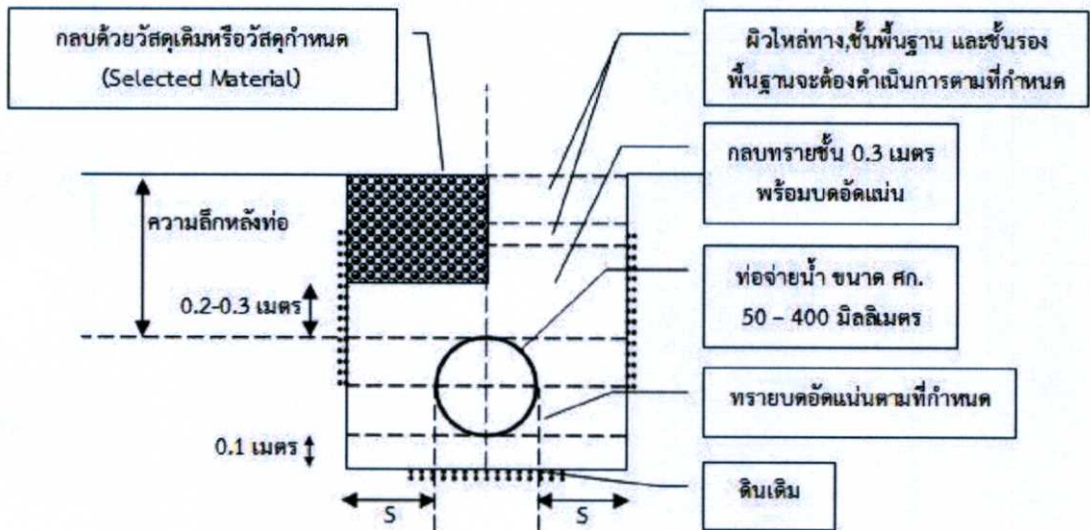 กลบด้วยวัสดุเดิมหรือวัสดุกำหนด
(Selected Material)
ผิวไหล่ทาง,ชั้นพื้นฐาน และชั้นรอง
พื้นฐานจะต้องดำเนินการตามที่กำหนด
กลบทรายชั้น 0.3 เมตร
พร้อมบดอัดแน่น
ความลึกหลังท่อ
0.2-0.3 เมตร
ท่อจ่ายน้ำ ขนาด ศก.
50 – 400 มิลลิเมตร
ทรายบดอัดแน่นตามที่กำหนด
0.1 เมตร
ดินเดิม
S
S